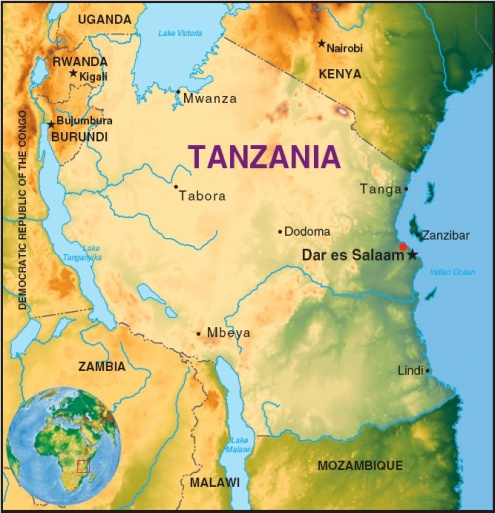 UGANDA
Lake Victoria
Nairobi
RWANDA
Kigali
KENYA
Mwanza
Bujumbura
BURUNDI
DEMOCRATIC REPUBLIC OF THE CONGO
TANZANIA
Tanga
Tabora
Dodoma
Zanzibar
Dar es Salaam
Lake
Tanganyika
Indian Ocean
Mbeya
ZAMBIA
Lindi
Lake
Malawi
MOZAMBIQUE
MALAWI